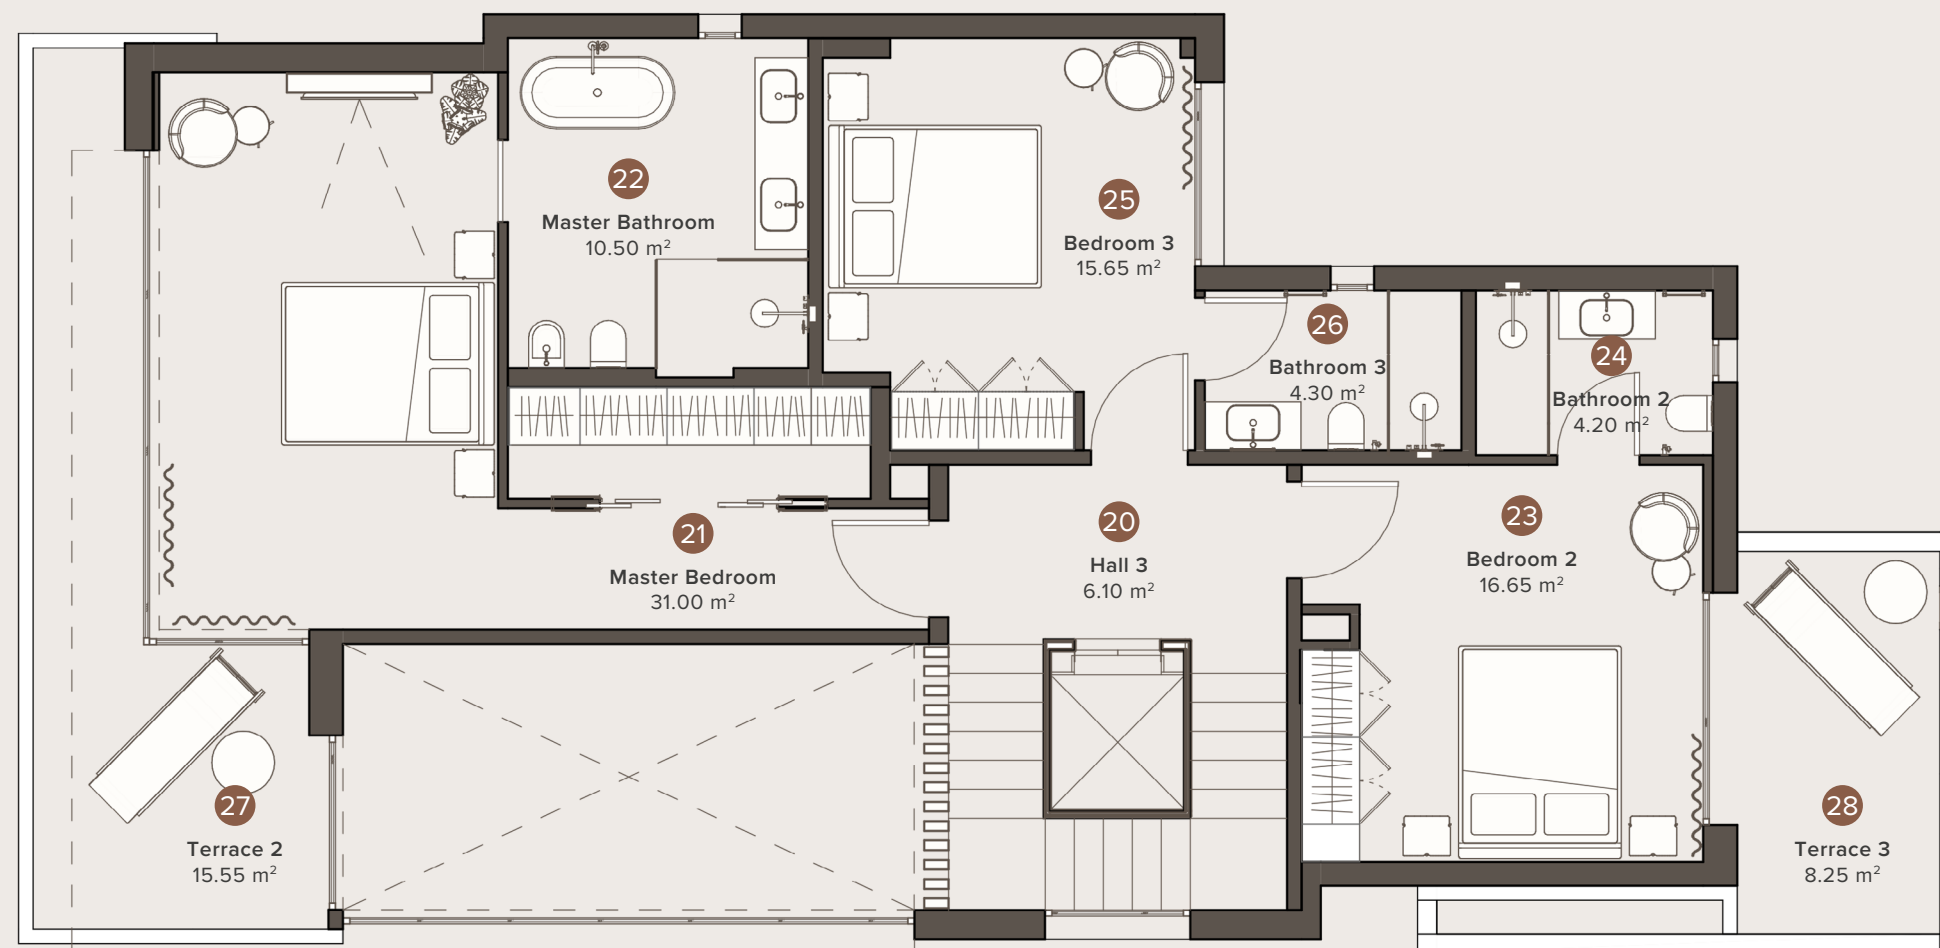 22
Master Bathroom
10.50 m²
25
Bedroom 3
15.65 m²
26
Bathroom 3
4.30 m²
24
Bathroom 2
4.20 m²
21
Master Bedroom
31.00 m²
20
Hall 3
6.10 m²
23
Bedroom 2
16.65 m²
27
Terrace 2
15.55 m²
28
Terrace 3
8.25 m²